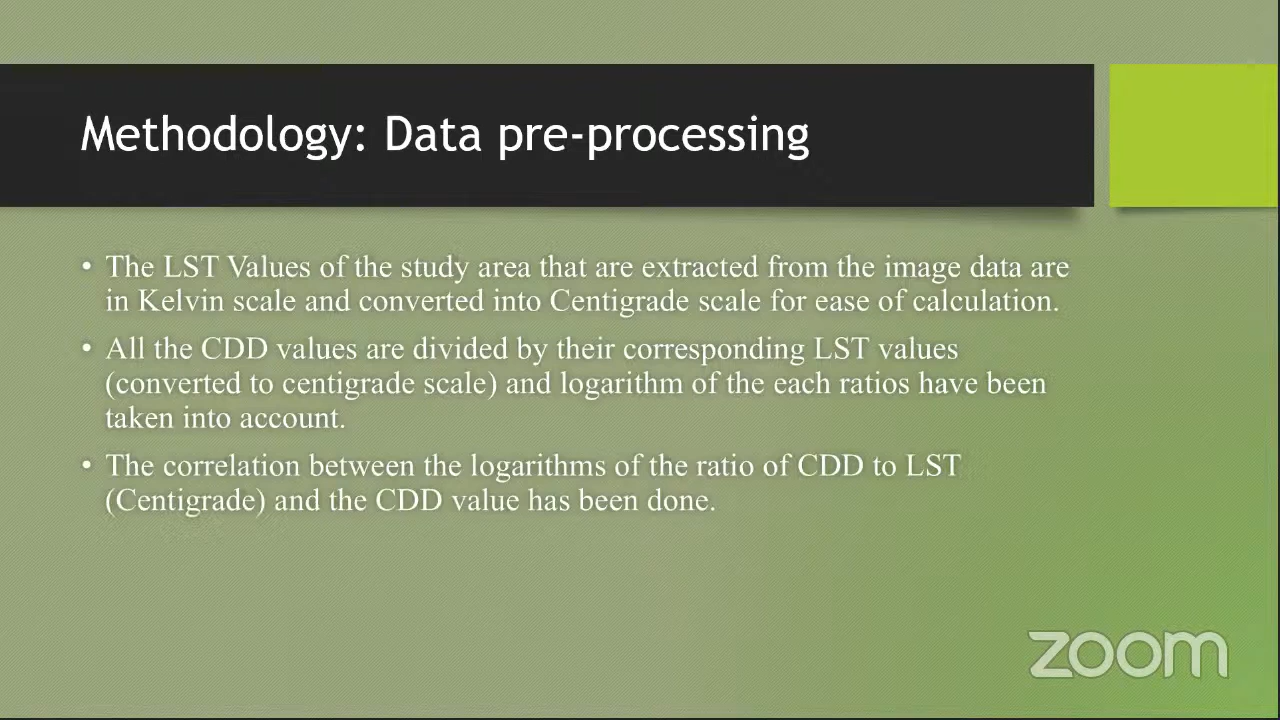 Methodology: Data pre-processing
• The LST Values of the study area that are extracted from the image data are
in Kelvin scale and converted into Centigrade scale for ease of calculation.
• All the CDD values are divided by their corresponding LST values
(converted to centigrade scale) and logarithm of the each ratios have been
taken into account.
• The correlation between the logarithms of the ratio of CDD to LST
(Centigrade) and the CDD value has been done.
zoom